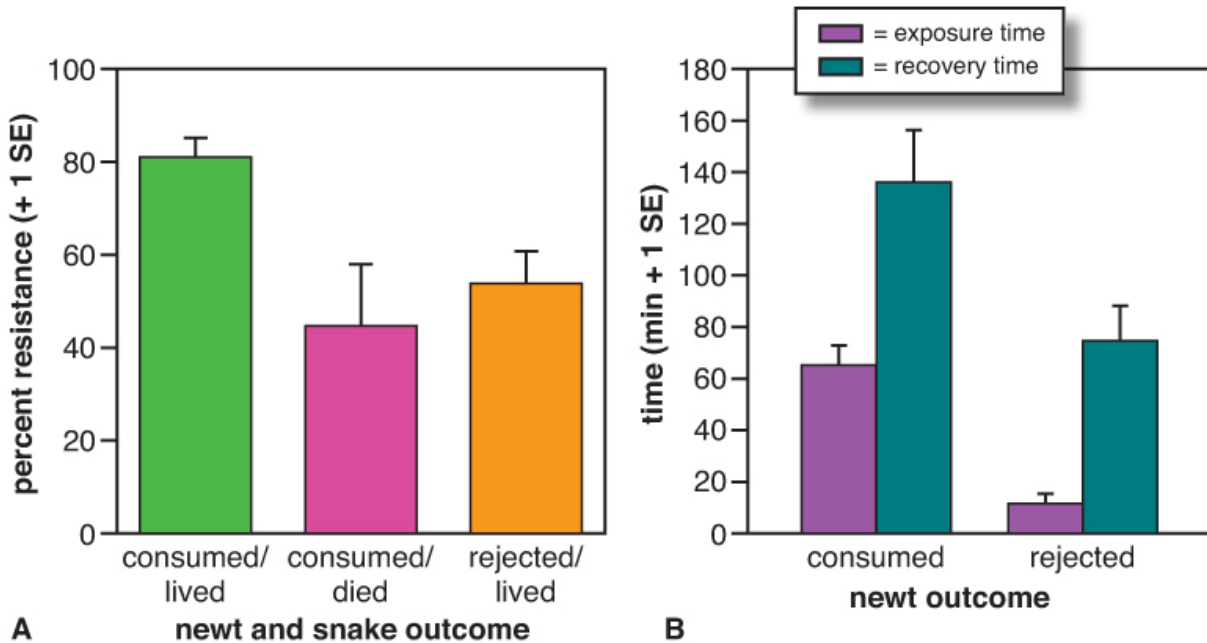 percent resistance (+ 1 SE)
100
80
60
40
20
0
consumed/
lived
consumed/
died
rejected/
lived
A
newt and snake outcome
= exposure time
= recovery time
time (min + 1 SE)
180
160
140
120
100
80
60
40
20
0
consumed
rejected
newt outcome
B